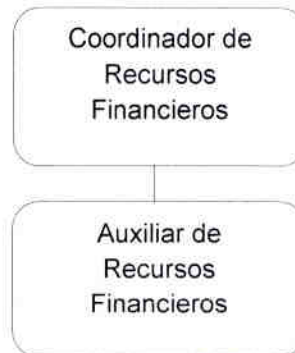 Coordinador de
Recursos
Financieros
Auxiliar de
Recursos
Financieros